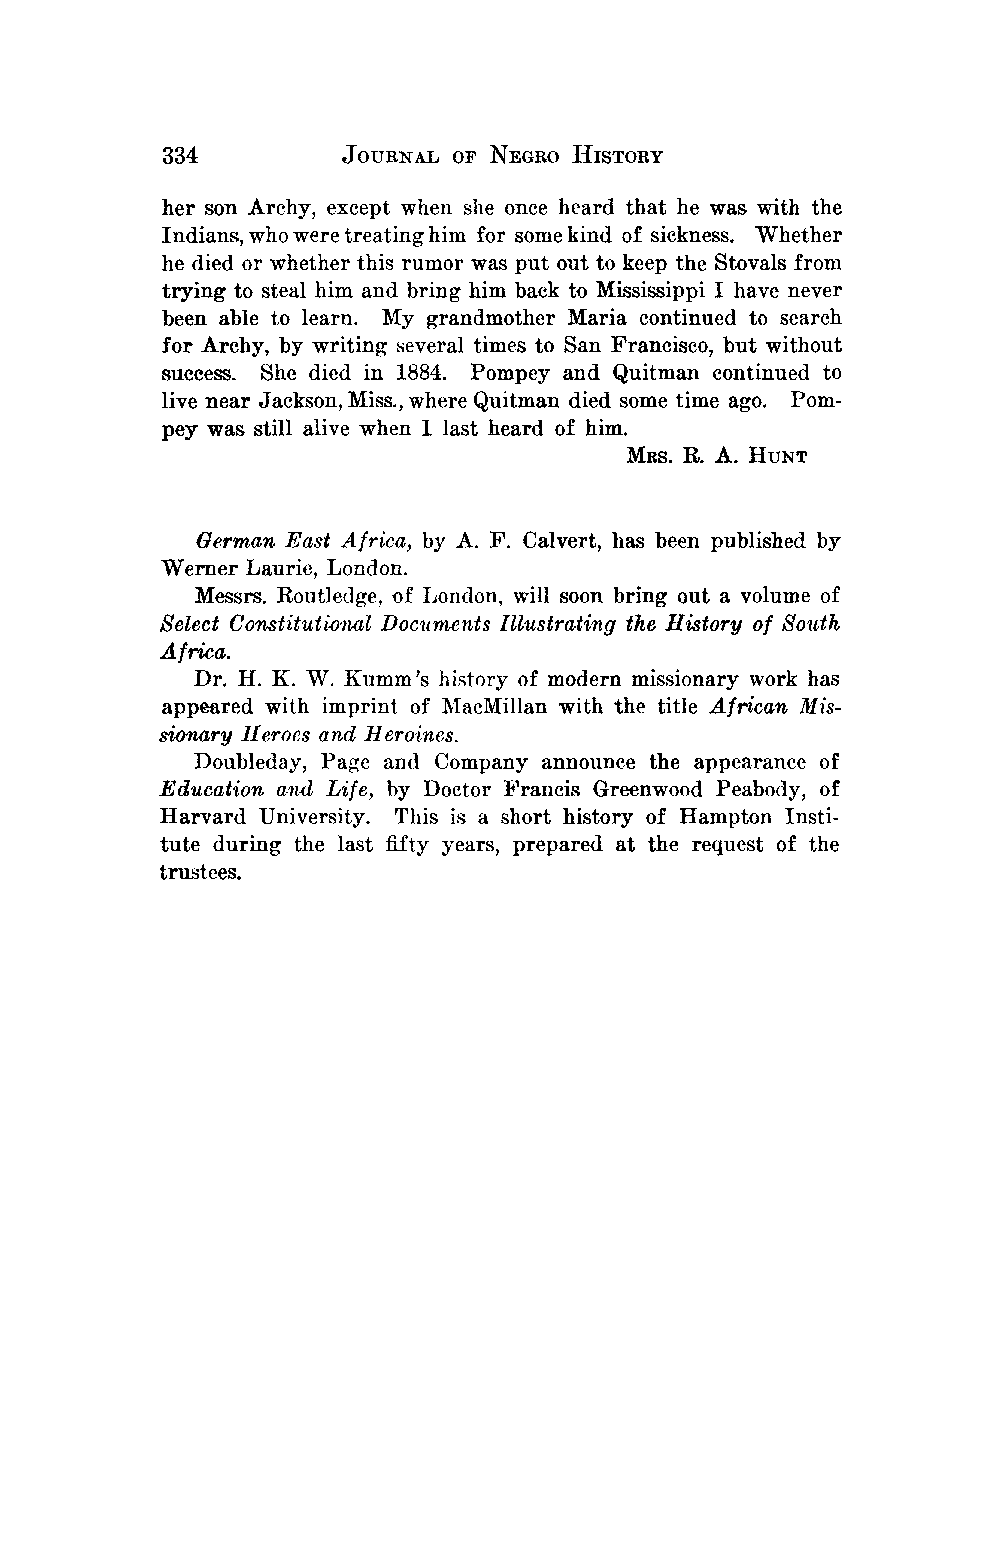 334 JOURNAL OF NEGRO HISTORY
her son Archy, except when she once heard that he was with the
Indians, who were treating him for some kind of sickness. Whether
he died or whether this rumor was put out to keep the Stovals from
trying to steal him and bring him back to Mississippi I have never
been able to learn. My grandmother Maria continued to search
for Archy, by writing several times to San Francisco, but without
success. She died in 1884. Pompey and Quitman continued to
live near Jackson, Miss., where Quitman died some time ago. Pom-
pey was still alive when I last heard of him.
MRS. R. A. HUNT
German East Africa, by A. F. Calvert, has been published by
Werner Laurie, London.
Messrs. Routledge, of London, will soon bring out a volume of
Select Constitutional Documents Illustrating the History of South
Africa.
Dr. H. K. W. Kumm's history of modern missionary work has
appeared with imprint of MacMillan with the title African Mis-
sionary Heroes and Heroines.
Doubleday, Page and Company announce the appearance of
Education and Life, by Doctor Francis Greenwood Peabody, of
Harvard University. This is a short history of Hampton Insti-
tute during the last fifty years, prepared at the request of the
trustees.